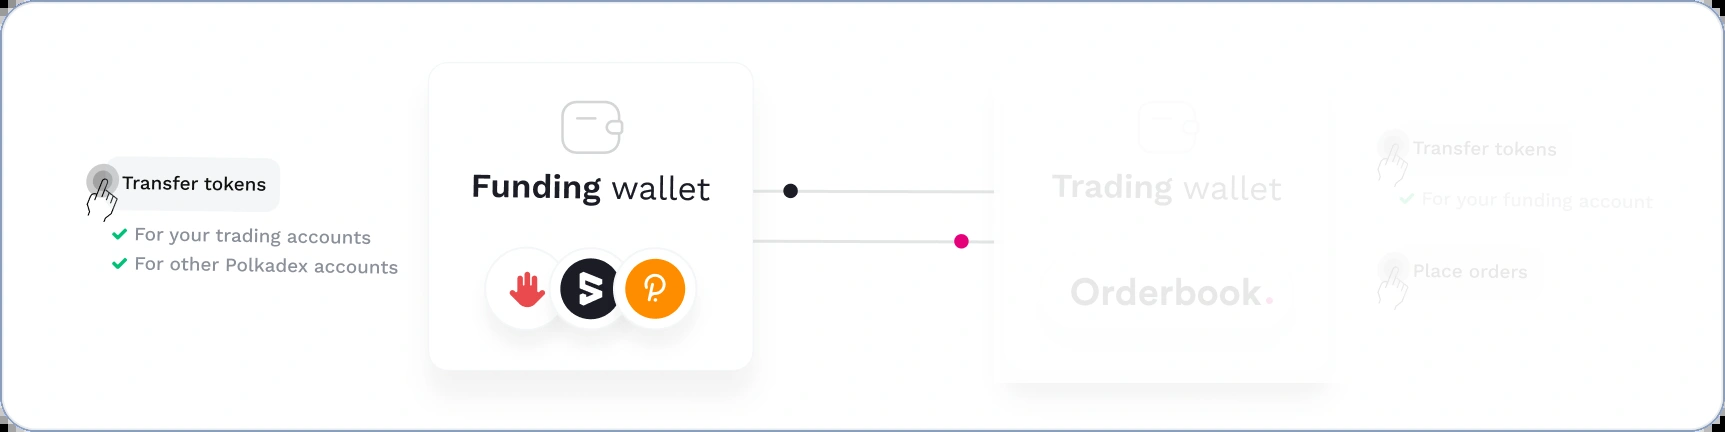 Transfer tokens
For your trading accounts
For other Polkadex accounts
Funding wallet
Trading wallet
Orderbook.
Transfer tokens
For your funding account
Place orders